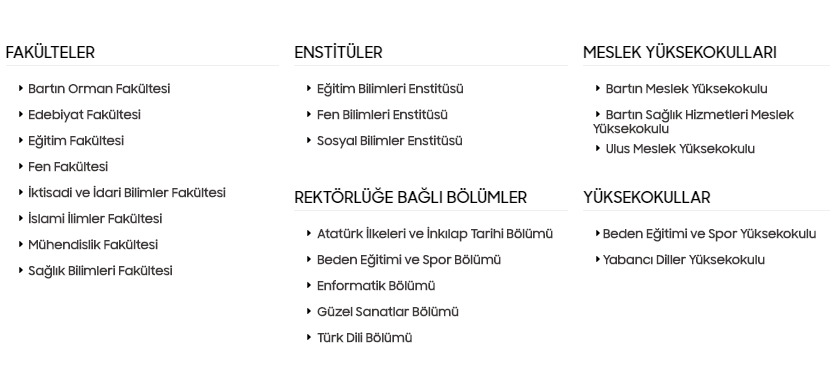 FAKÜLTELER
Bartın Orman Fakültesi
Edebiyat Fakültesi
Eğitim Fakültesi
Fen Fakültesi
İktisadi ve İdari Bilimler Fakültesi
İslami İlimler Fakültesi
Mühendislik Fakültesi
Sağlık Bilimleri Fakültesi
ENSTİTÜLER
Eğitim Bilimleri Enstitüsü
Fen Bilimleri Enstitüsü
Sosyal Bilimler Enstitüsü
REKTÖRLÜĞE BAĞLI BÖLÜMLER
Atatürk İlkeleri ve İnkılap Tarihi Bölümü
Beden Eğitimi ve Spor Bölümü
Enformatik Bölümü
Güzel Sanatlar Bölümü
Türk Dili Bölümü
MESLEK YÜKSEKOKULLARI
Bartın Meslek Yüksekokulu
Bartın Sağlık Hizmetleri Meslek
Yüksekokulu
Ulus Meslek Yüksekokulu
YÜKSEKOKULLAR
Beden Eğitimi ve Spor Yüksekokulu
Yabancı Diller Yüksekokulu